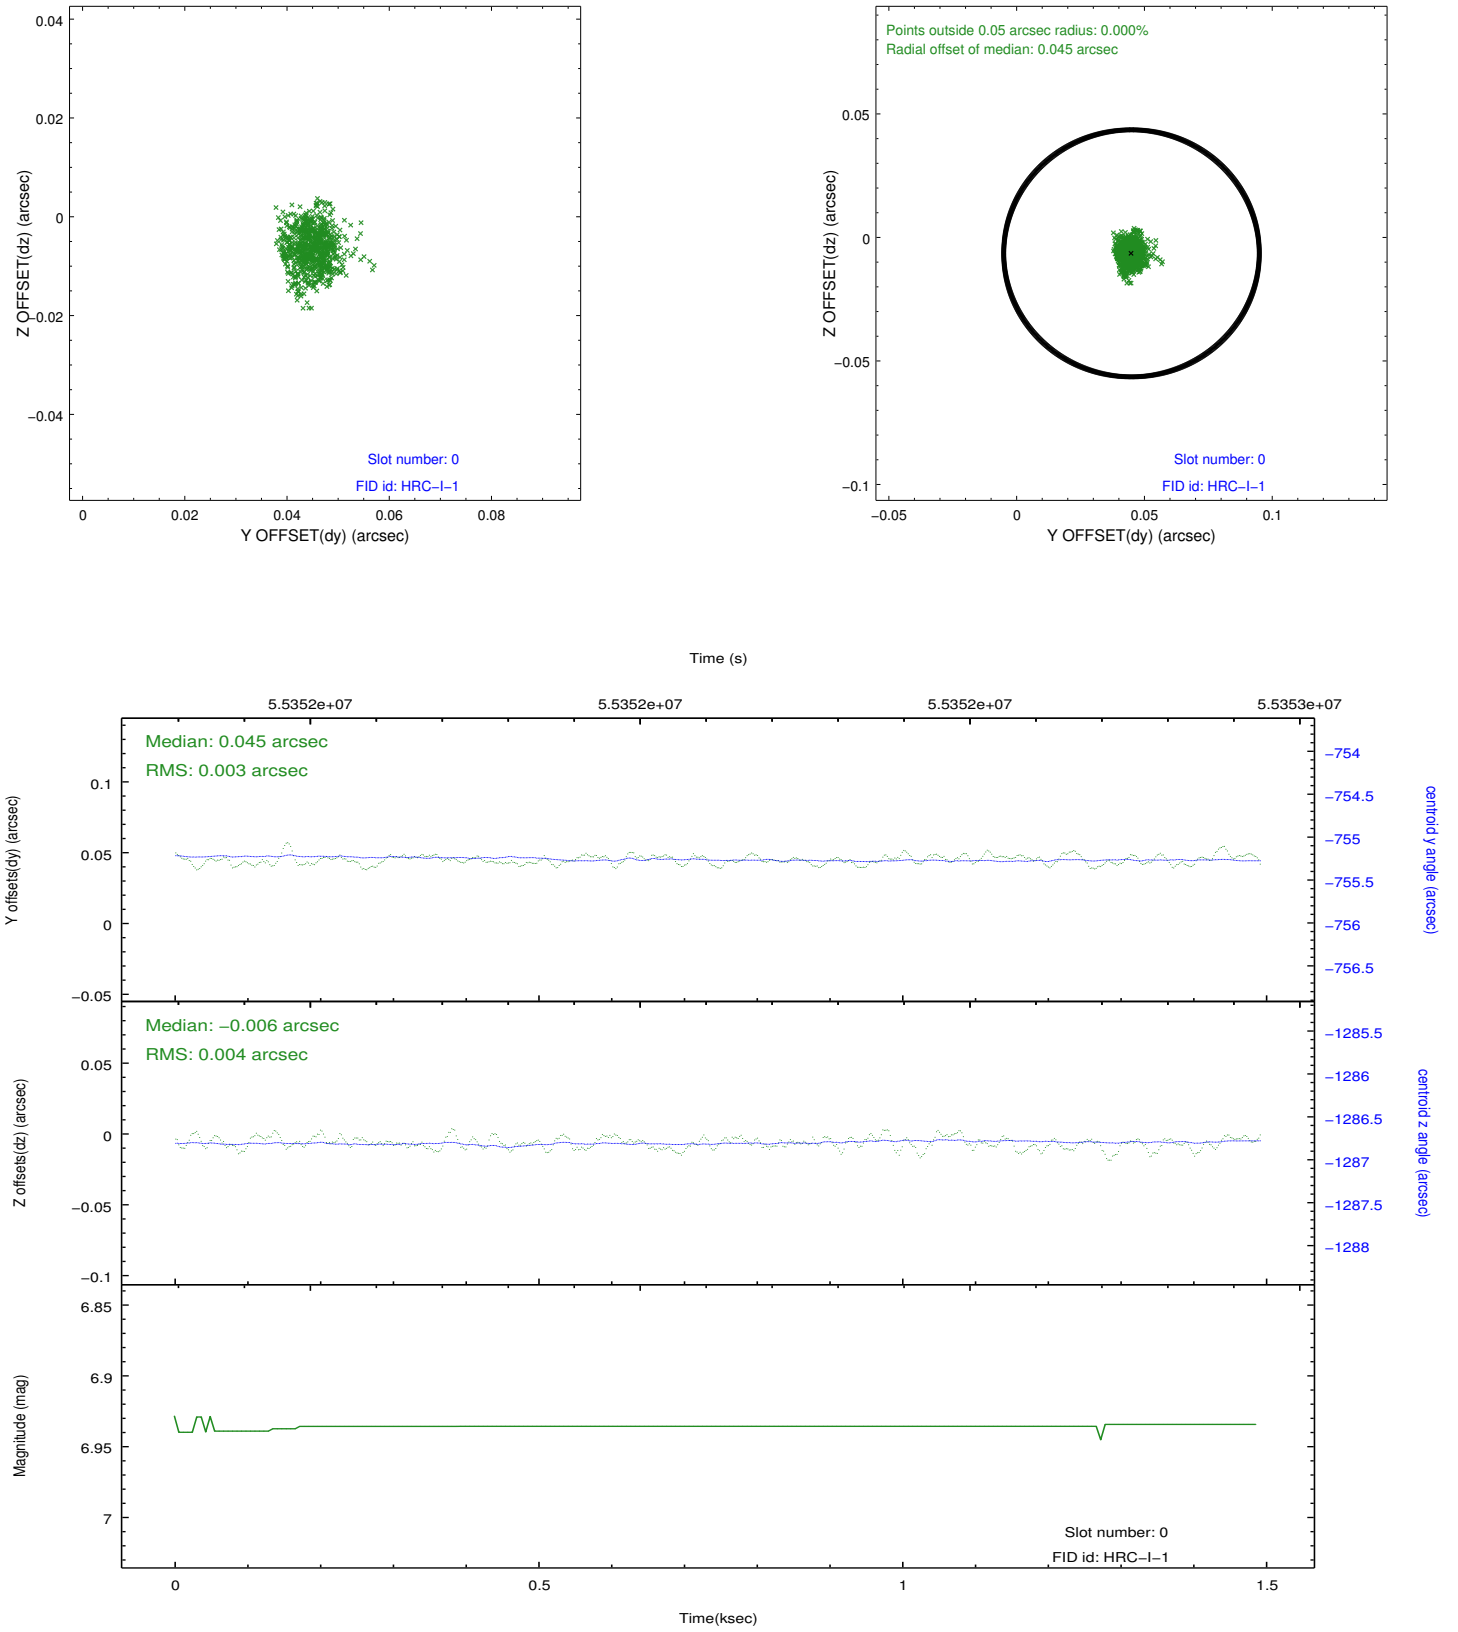 0.04
0.02
0
−0.02
−0.04
Z OFFSET(dz) (arcsec)
Slot number: 0
FID id: HRC−I−1
0 0.02 0.04 0.06 0.08
Y OFFSET(dy) (arcsec)
Points outside 0.05 arcsec radius: 0.000%
Radial offset of median: 0.045 arcsec
0.05
0
−0.05
−0.1
Z OFFSET(dz) (arcsec)
Slot number: 0
FID id: HRC−I−1
−0.05 0 0.05 0.1
Y OFFSET(dy) (arcsec)
Time (s)
5.5352e+07 5.5352e+07 5.5352e+07 5.5353e+07
Median: 0.045 arcsec
RMS: 0.003 arcsec
0.1
0.05
0
−0.05
Y offsets(dy) (arcsec)
−754
−754.5
−755
−755.5
−756
−756.5
centroid y angle (arcsec)
Median: −0.006 arcsec
RMS: 0.004 arcsec
0.05
0
−0.05
−0.1
Z offsets(dz) (arcsec)
−1285.5
−1286
−1286.5
−1287
−1287.5
−1288
centroid z angle (arcsec)
6.85
6.9
6.95
7
Magnitude (mag)
Slot number: 0
FID id: HRC−I−1
0 0.5 1 1.5
Time(ksec)